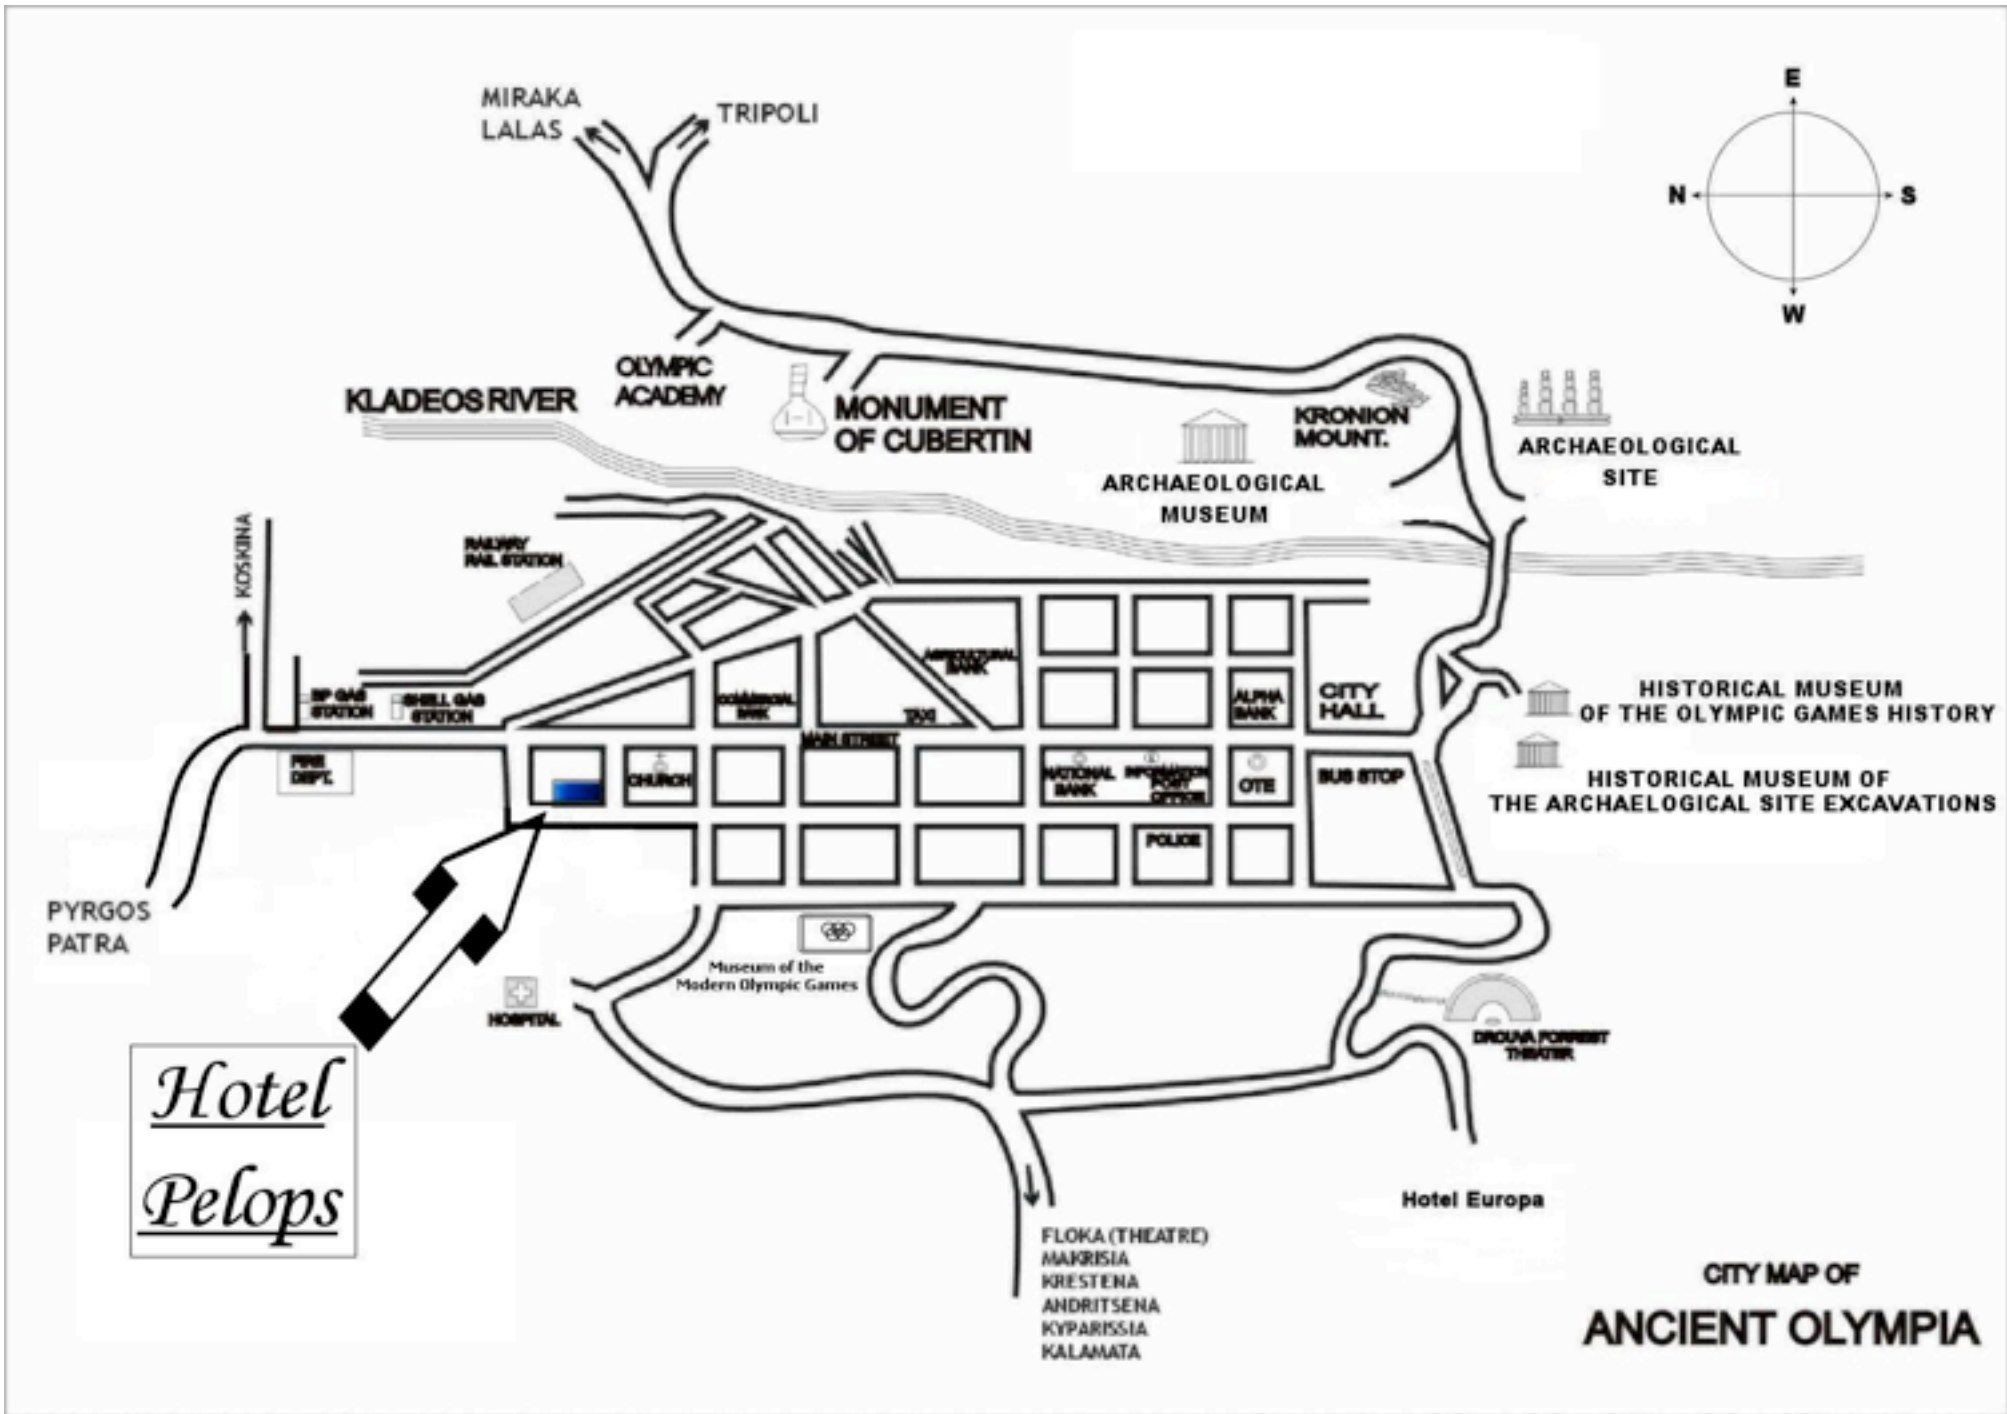 E
N
S
W
MIRAKA
LALAS
TRIPOLI
OLYMPIC
ACADEMY
KLADEOS RIVER
MONUMENT
OF CUBERTIN
KRONION
MOUNT.
ARCHAEOLOGICAL
SITE
ARCHAEOLOGICAL
MUSEUM
KOSKINA
RAILWAY
RAIL STATION
BP GAS
STATION
SHELL GAS
STATION
AGRICULTURAL
BANK
COMMERCIAL
BANK
TAXI
ALPHA
BANK
CITY
HALL
HISTORICAL MUSEUM
OF THE OLYMPIC GAMES HISTORY
MAIN STREET
FIRE
DEPT.
CHURCH
NATIONAL
BANK
INFORMATION
POST
OFFICE
OTE
BUS STOP
HISTORICAL MUSEUM OF
THE ARCHAELOGICAL SITE EXCAVATIONS
POLICE
PYRGOS
PATRA
Museum of the
Modern Olympic Games
HOSPITAL
DROUVA FORREST
THEATER
Hotel
Pelops
Hotel Europa
FLOKA (THEATRE)
MAKRISIA
KRESTENA
ANDRITSENA
KYPARISSIA
KALAMATA
CITY MAP OF
ANCIENT OLYMPIA